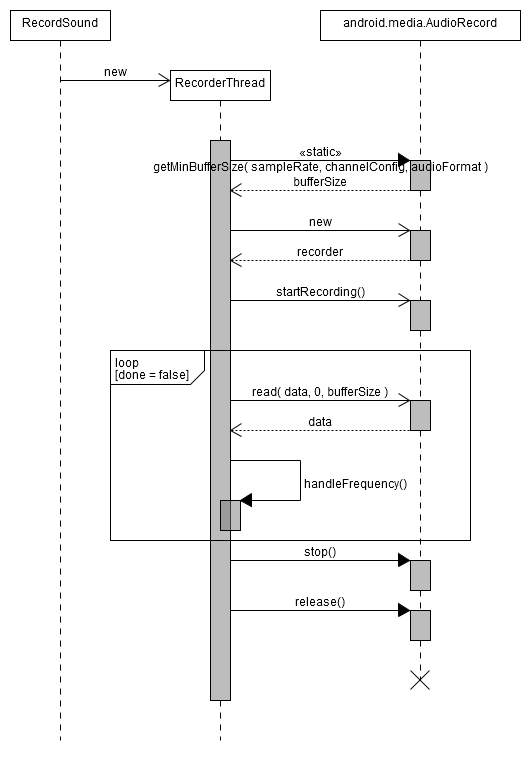 RecordSound
android.media.AudioRecord
new
RecorderThread
«static»
getMinBufferSize( sampleRate, channelConfig, audioFormat )
bufferSize
new
recorder
startRecording()
loop
[done = false]
read( data, 0, bufferSize )
data
handleFrequency()
stop()
release()